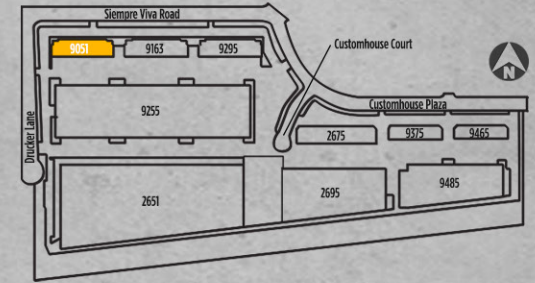 Siempre Viva Road
9051
9163
9295
Customhouse Court
N
9255
Customhouse Plaza
Drucker Lane
2675
9375
9465
2651
2695
9485